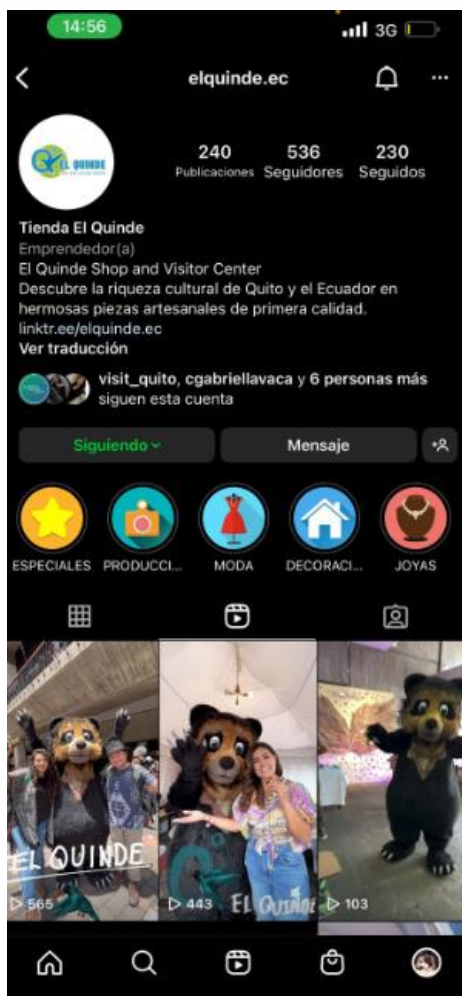 14:56
3G
elquinde.ec
EL QUINDE
240 536 230
Publicaciones Seguidores Seguidos
Tienda El Quinde
Emprendedor(a)
El Quinde Shop and Visitor Center
Descubre la riqueza cultural de Quito y el Ecuador en
hermosas piezas artesanales de primera calidad.
linktr.ee/elquinde.ec
Ver traducción
visit_quito, cgabriellavaca y 6 personas más
siguen esta cuenta
Siguiendo Mensaje
ESPECIALES PRODUCCI... MODA DECORACI... JOYAS
EL QUINDE
EL QUINDE
565 443 103